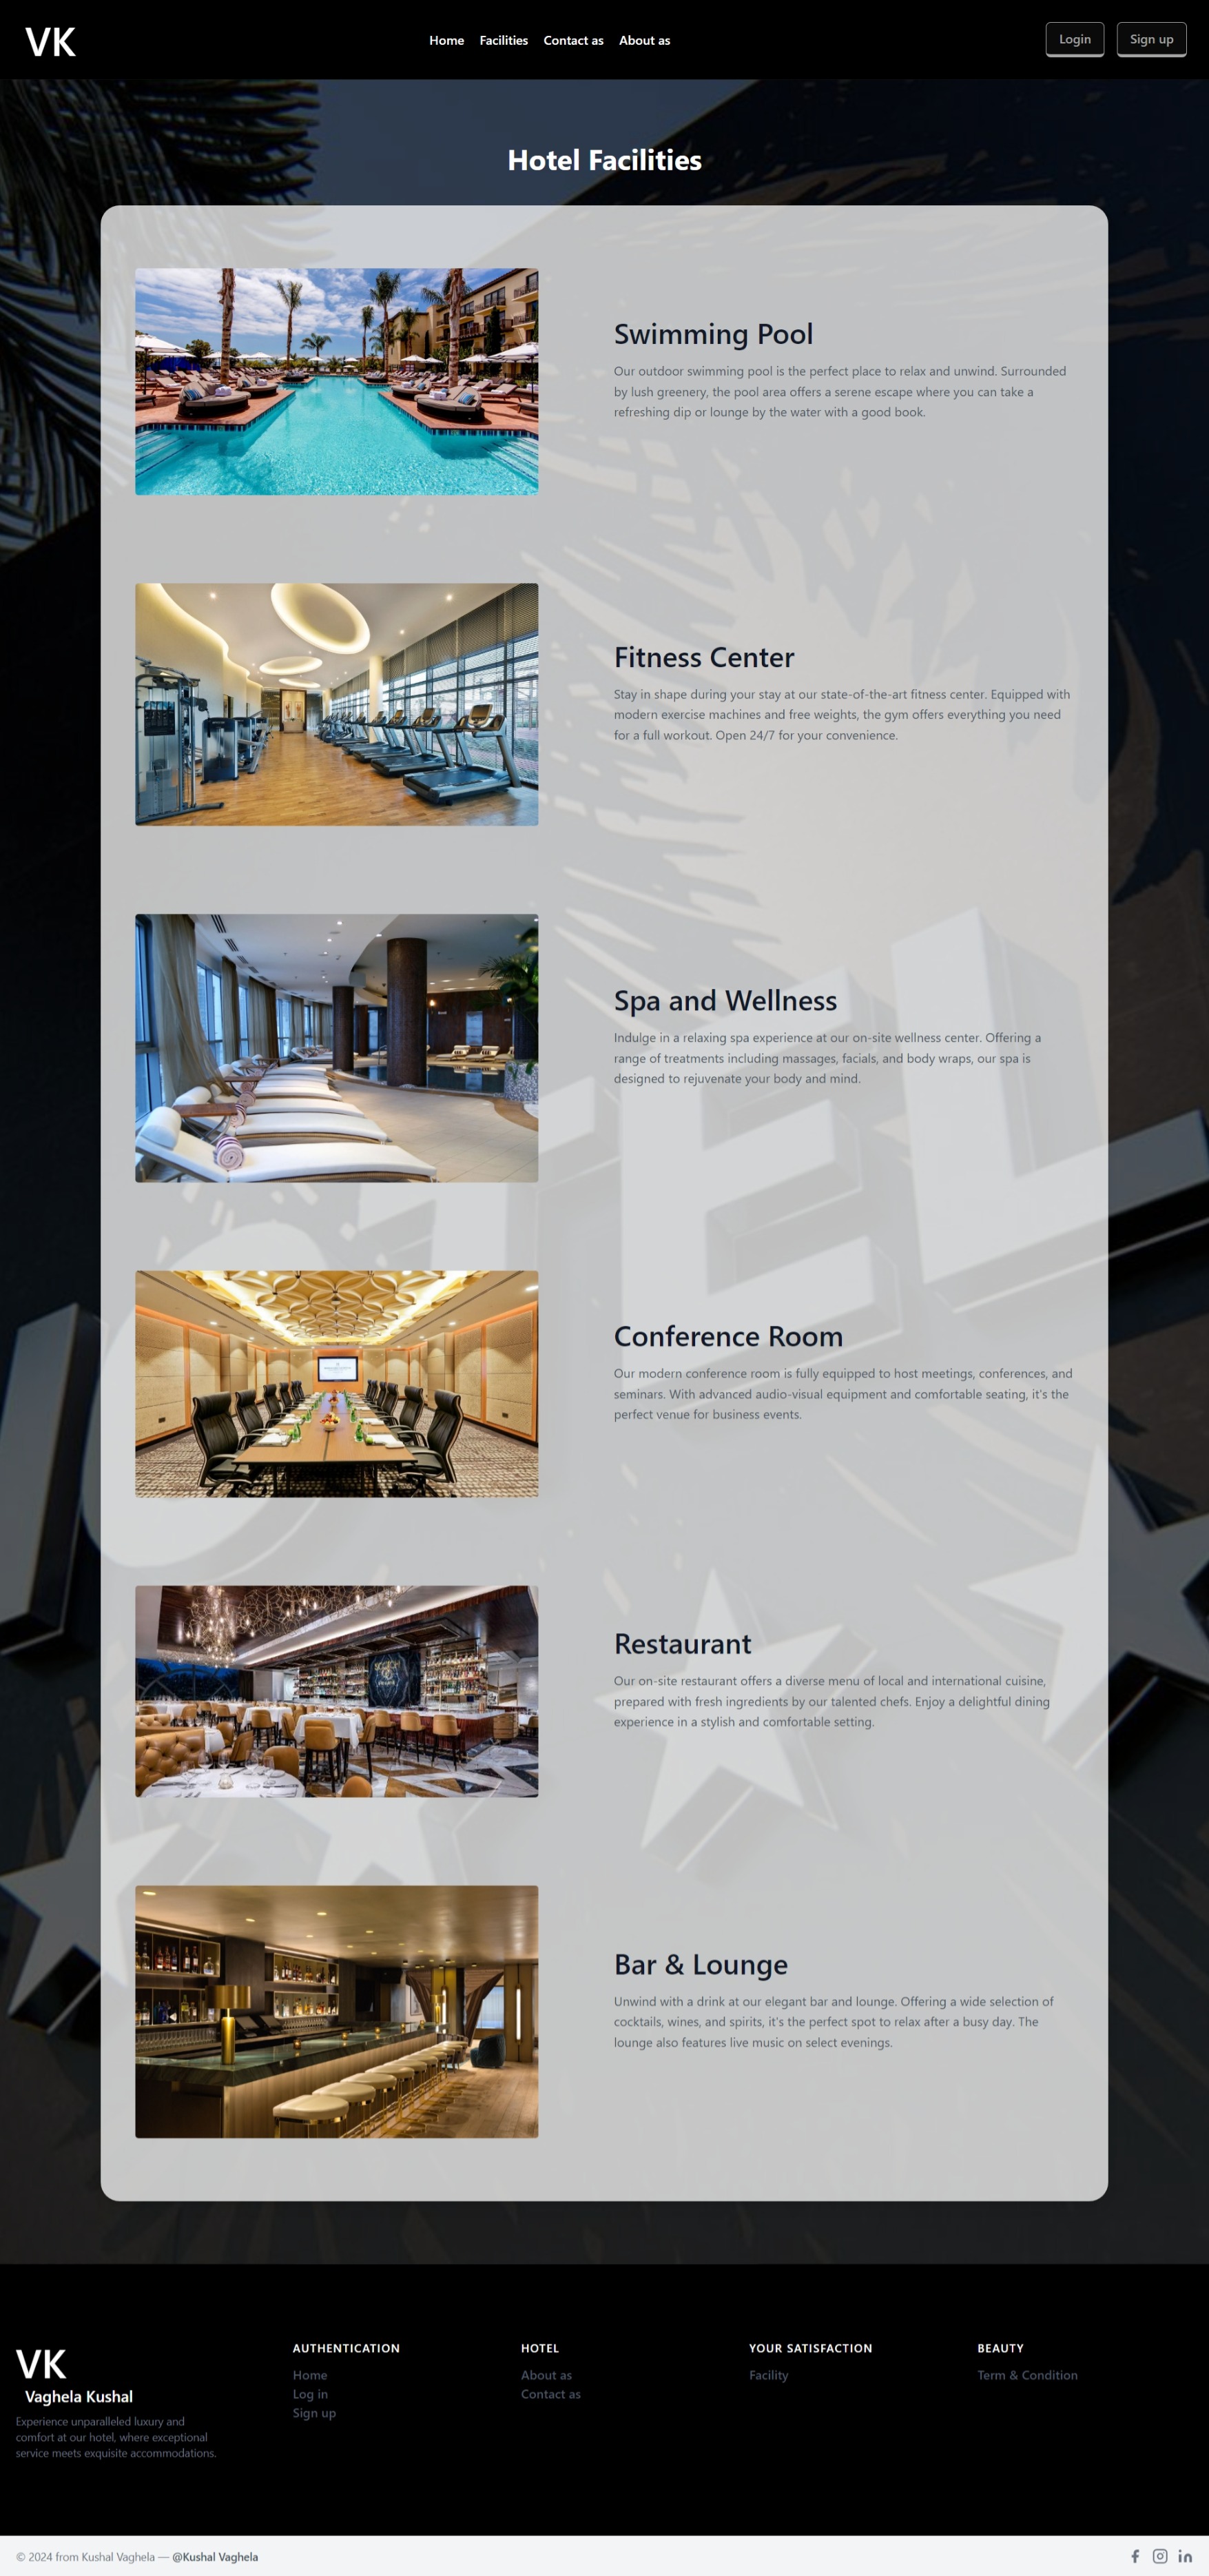 VK
Home Facilities Contact as About as
Login Sign up
Hotel Facilities
Swimming Pool
Our outdoor swimming pool is the perfect place to relax and unwind. Surrounded
by lush greenery, the pool area offers a serene escape where you can take a
refreshing dip or lounge by the water with a good book.
Fitness Center
Stay in shape during your stay at our state-of-the-art fitness center. Equipped with
modern exercise machines and free weights, the gym offers everything you need
for a full workout. Open 24/7 for your convenience.
Spa and Wellness
Indulge in a relaxing spa experience at our on-site wellness center. Offering a
range of treatments including massages, facials, and body wraps, our spa is
designed to rejuvenate your body and mind.
Conference Room
Our modern conference room is fully equipped to host meetings, conferences, and
seminars. With advanced audio-visual equipment and comfortable seating, it's the
perfect venue for business events.
Restaurant
Our on-site restaurant offers a diverse menu of local and international cuisine,
prepared with fresh ingredients by our talented chefs. Enjoy a delightful dining
experience in a stylish and comfortable setting.
Bar & Lounge
Unwind with a drink at our elegant bar and lounge. Offering a wide selection of
cocktails, wines, and spirits, it's the perfect spot to relax after a busy day. The
lounge also features live music on select evenings.
VK
Vaghela Kushal
Experience unparalleled luxury and
comfort at our hotel, where exceptional
service meets exquisite accommodations.
AUTHENTICATION
Home
Log in
Sign up
HOTEL
About as
Contact as
YOUR SATISFACTION
Facility
BEAUTY
Term & Condition
© 2024 from Kushal Vaghela — @Kushal Vaghela